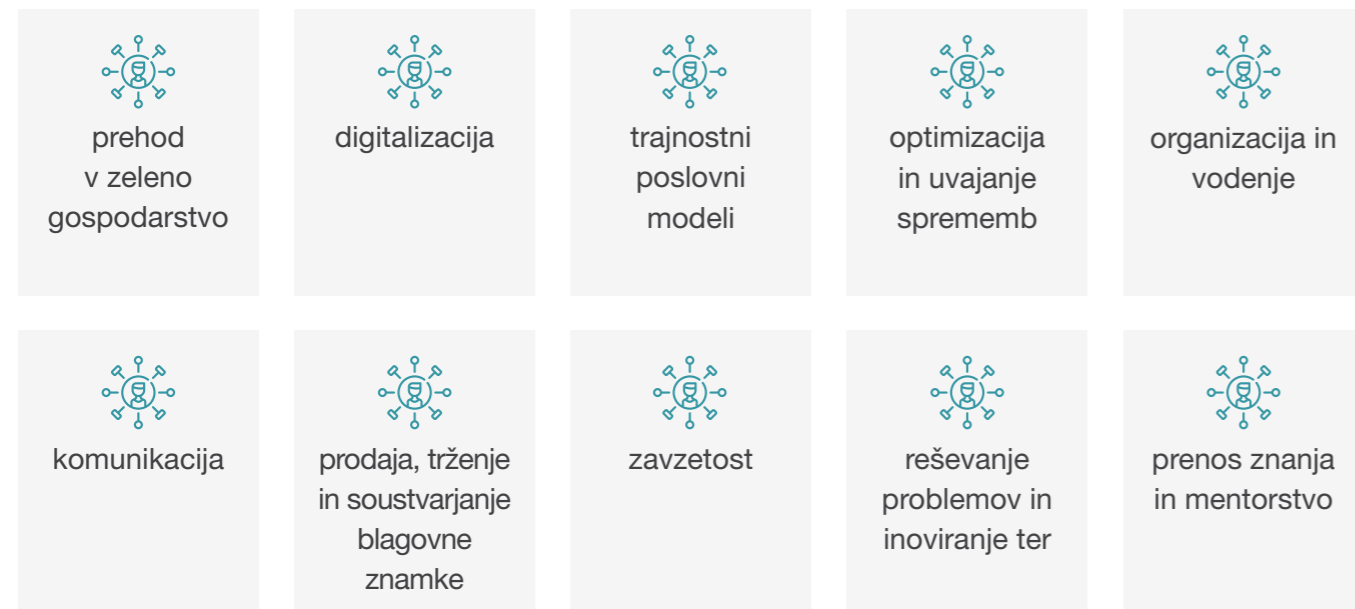 prehod
v zeleno
gospodarstvo
digitalizacija
trajnostni
poslovni
modeli
optimizacija
in uvajanje
sprememb
organizacija in
vodenje
komunikacija
prodaja, trženje
in soustvarjanje
blagovne
znamke
zavzetost
reševanje
problemov in
inoviranje ter
prenos znanja
in mentorstvo